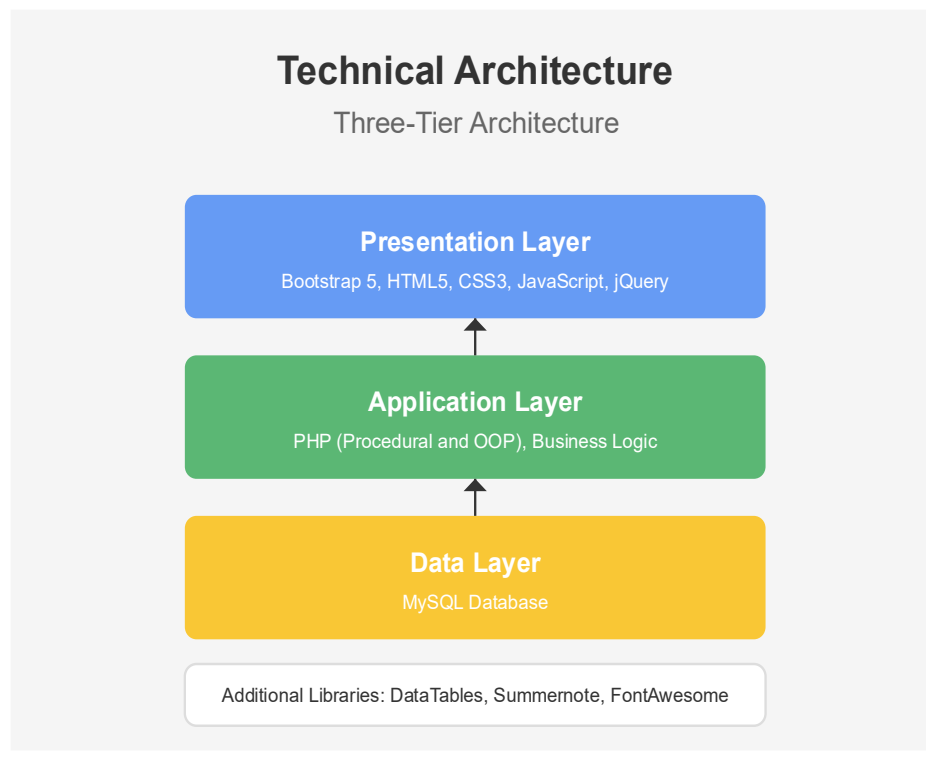 Technical Architecture
Three-Tier Architecture
Presentation Layer
Bootstrap 5, HTML5, CSS3, JavaScript, jQuery
Application Layer
PHP (Procedural and OOP), Business Logic
Data Layer
MySQL Database
Additional Libraries: DataTables, Summernote, FontAwesome